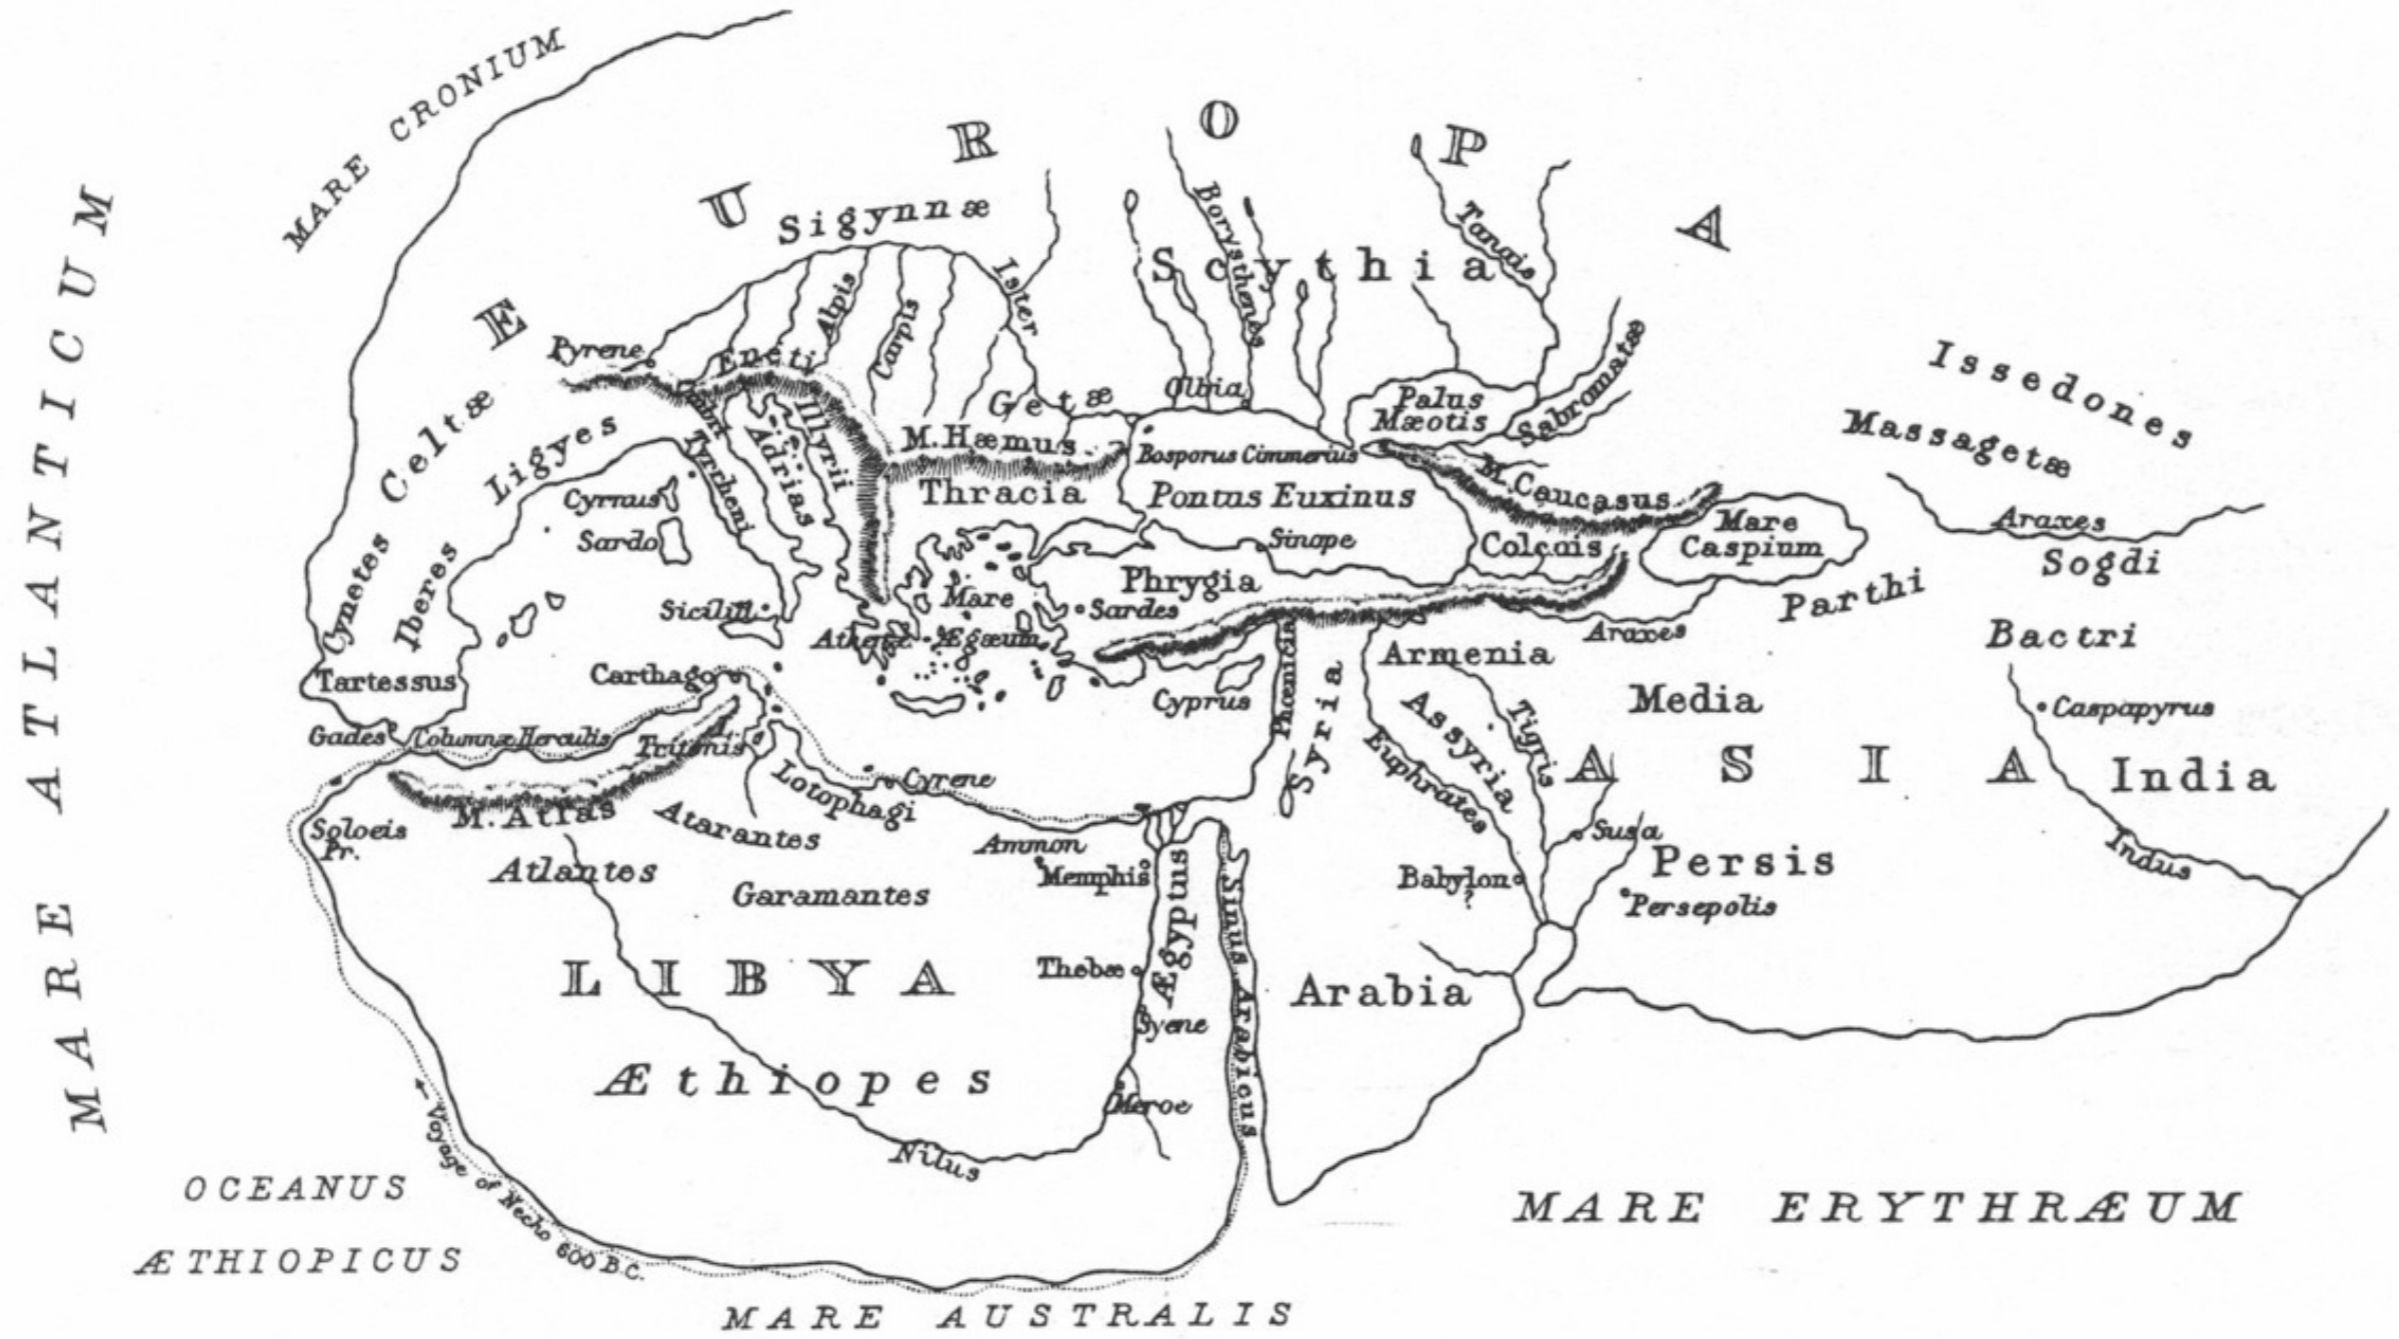 MARE CRONIUM
MARE ATLANTICUM
EUROPA
Sigynnæ
Scythia
Borysthenes
Tanais
Ister
Alpis
Carpis
Pyrene
Eneti
Celtæ
Ligyes
Umbri
Tyrrheni
Adrias
Illyrii
Getæ
Olbia
Palus
Mæotis
Sabromatæ
Issedones
Massagetæ
M. Hæmus
Bosporus Cimmerius
M. Caucasus
Thracia
Pontus Euxinus
Cyrnus
Sardo
Sinope
Colchis
Mare
Caspium
Araxes
Sogdi
Cynetes
Iberes
Phrygia
Mare
Ægæum
Sardes
Parthi
Sicilia
Athenæ
Araxes
Bactri
Tartessus
Carthago
Cyprus
Phœnicia
Syria
Armenia
Media
Caspapyrus
Gades
Columnæ Herculis
Tritonis
Assyria
Tigris
Euphrates
ASIA
India
Lotophagi
Cyrene
Soloeis
Pr.
M. Atlas
Atarantes
Ammon
Susa
Indus
Atlantes
Garamantes
Memphis
Ægyptus
Sinus Arabicus
Babylon
?
Persis
Persepolis
LIBYA
Thebæ
Syene
Arabia
Æthiopes
Meroe
Nilus
Voyage of Necho 600 B.C.
OCEANUS
ÆTHIOPICUS
MARE ERYTHRÆUM
MARE AUSTRALIS